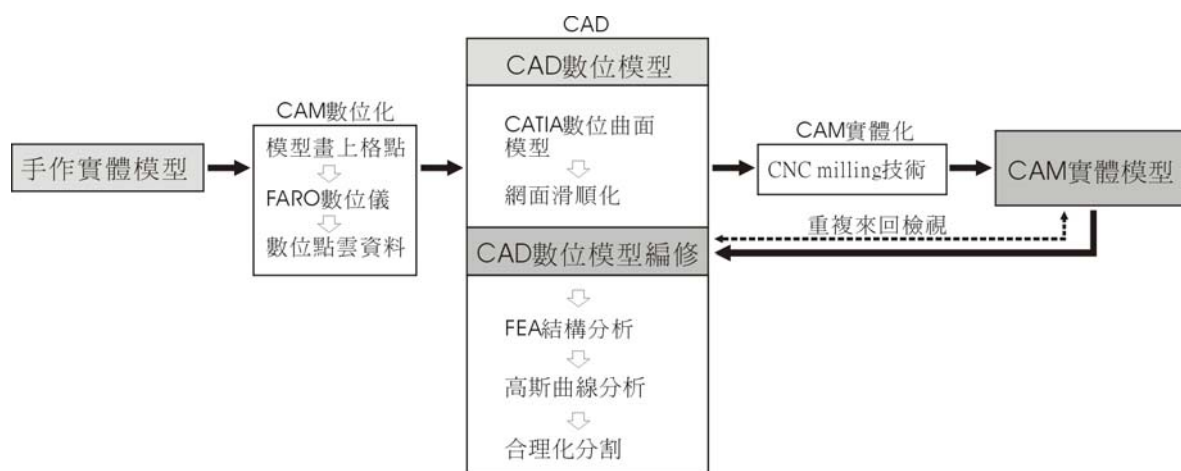 手作實體模型
CAM數位化
模型畫上格點
FARO數位儀
數位點雲資料
CAD
CAD數位模型
CATIA數位曲面
模型
網面滑順化
CAD數位模型編修
FEA結構分析
高斯曲線分析
合理化分割
CAM實體化
CNC milling技術
CAM實體模型
重複來回檢視